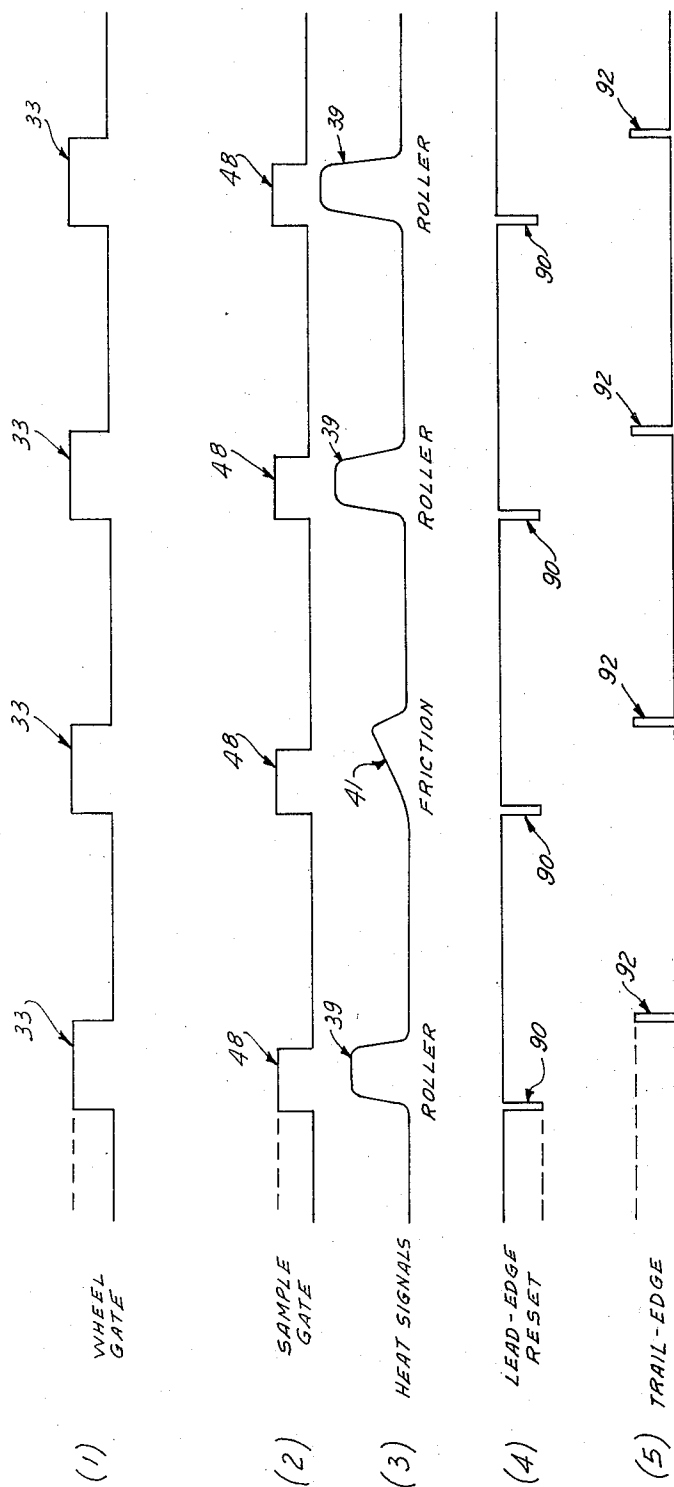 (1) WHEEL
GATE
33 33 33 33
(2) SAMPLE
GATE
48 48 48 48
(3) HEAT SIGNALS
39 41 39 39
ROLLER FRICTION ROLLER ROLLER
(4) LEAD-EDGE
RESET
90 90 90 90
(5) TRAIL-EDGE
92 92 92 92